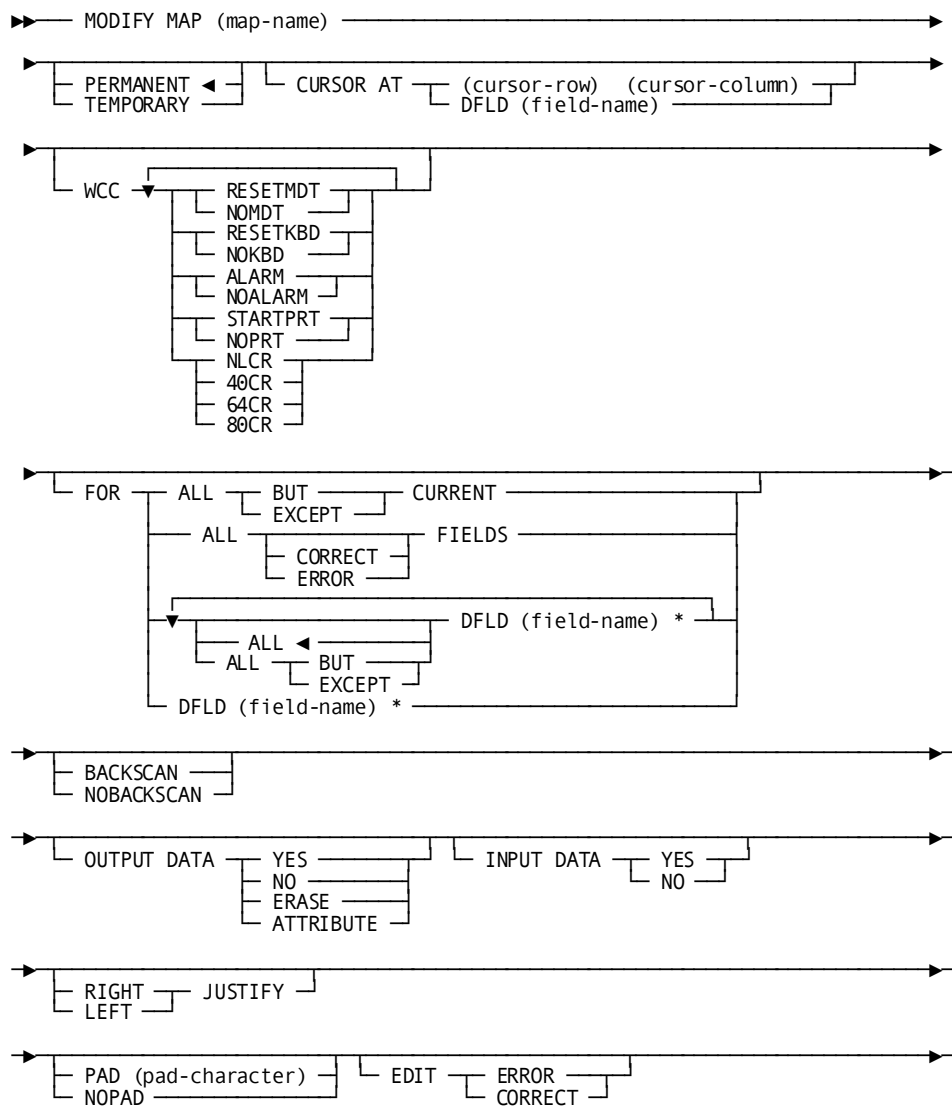 MODIFY MAP (map-name)
PERMANENT ◄ CURSOR AT (cursor-row) (cursor-column)
TEMPORARY DFLD (field-name)
WCC RESETMDT
NOMDT
RESETKBD
NOKBD
ALARM
NOALARM
STARTPRT
NOPRT
NLCR
40CR
64CR
80CR
FOR ALL BUT CURRENT
EXCEPT
ALL FIELDS
CORRECT
ERROR
DFLD (field-name) *
ALL ◄
ALL BUT
EXCEPT
DFLD (field-name) *
BACKSCAN
NOBACKSCAN
OUTPUT DATA YES INPUT DATA YES
NO NO
ERASE
ATTRIBUTE
RIGHT JUSTIFY
LEFT
PAD (pad-character) EDIT ERROR
NOPAD CORRECT